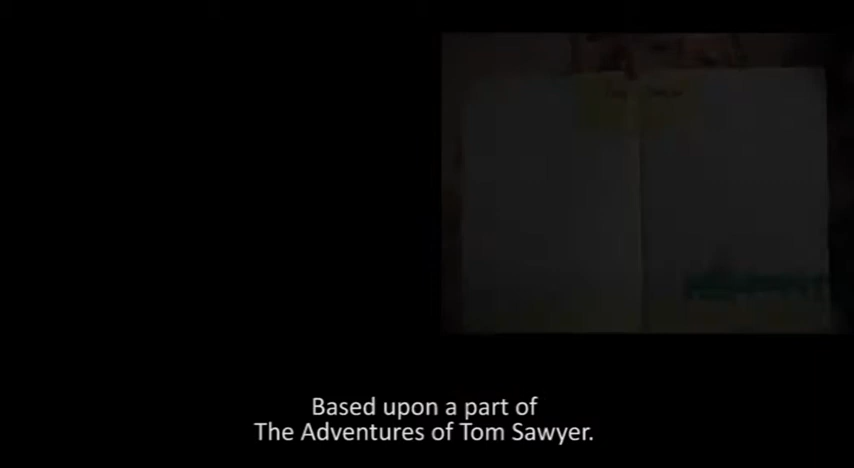 Based upon a part of
The Adventures of Tom Sawyer.